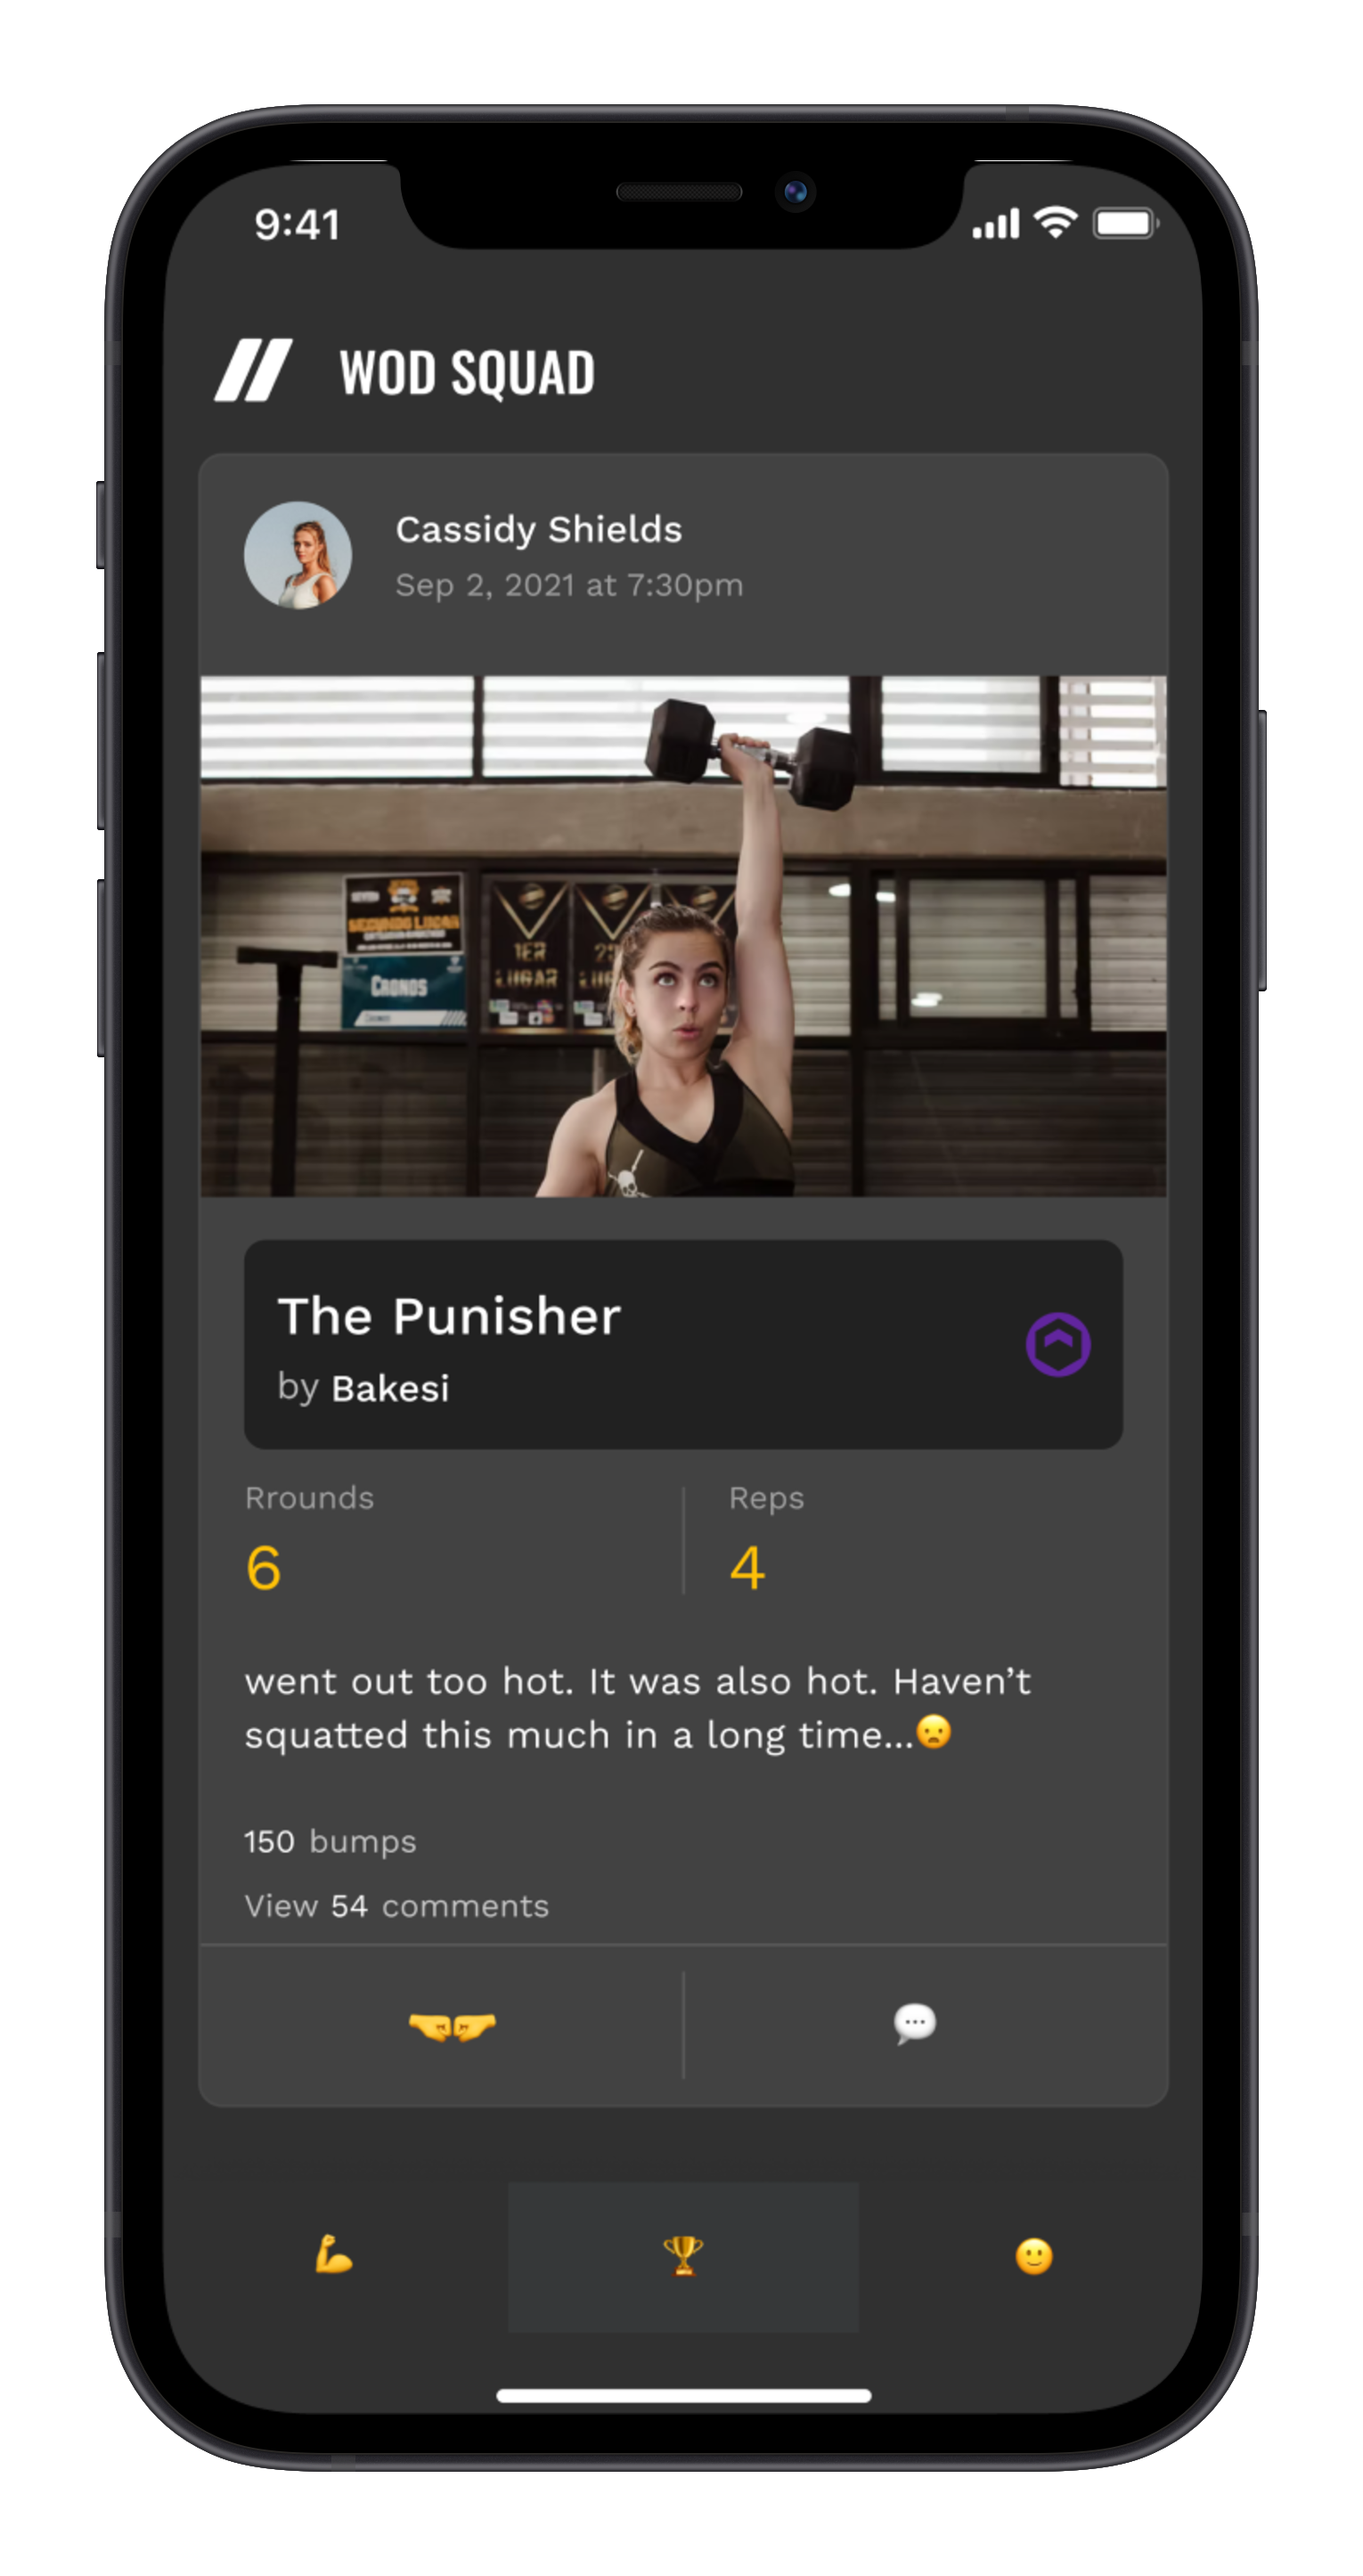 9:41
WOD SQUAD
Cassidy Shields
Sep 2, 2021 at 7:30pm
SEGUNDO LUGAR
CRONOS
1ER
LUGAR
The Punisher
by Bakesi
Rrounds
Reps
6
4
went out too hot. It was also hot. Haven’t
squatted this much in a long time...😦
150 bumps
View 54 comments